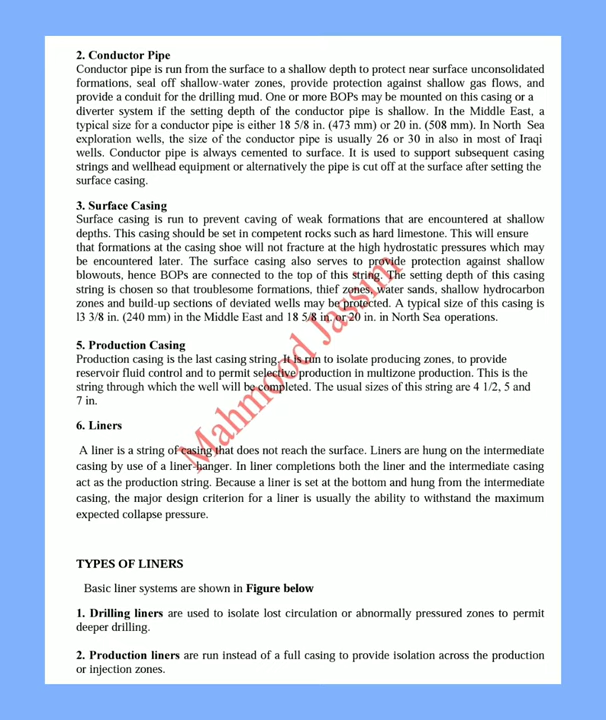 2. Conductor Pipe
Conductor pipe is run from the surface to a shallow depth to protect near surface unconsolidated
formations, seal off shallow-water zones, provide protection against shallow gas flows, and
provide a conduit for the drilling mud. One or more BOPs may be mounted on this casing or a
diverter system if the setting depth of the conductor pipe is shallow. In the Middle East, a
typical size for a conductor pipe is either 18 5/8 in. (473 mm) or 20 in. (508 mm). In North  Sea
exploration wells, the size of the conductor pipe is usually 26 or 30 in also in most of Iraqi
wells. Conductor pipe is always cemented to surface. It is used to support subsequent casing
strings and wellhead equipment or alternatively the pipe is cut off at the surface after setting the
surface casing.
3. Surface Casing
Surface casing is run to prevent caving of weak formations that are encountered at shallow
depths. This casing should be set in competent rocks such as hard limestone. This will ensure
that formations at the casing shoe will not fracture at the high hydrostatic pressures which may
be encountered later. The surface casing also serves to provide protection against shallow
blowouts, hence BOPs are connected to the top of this string. The setting depth of this casing
string is chosen so that troublesome formations, thief zones, water sands, shallow hydrocarbon
zones and build-up sections of deviated wells may be protected. A typical size of this casing is
l3 3/8 in. (240 mm) in the Middle East and 18 5/8 in. or 20 in. in North Sea operations.
5. Production Casing
Production casing is the last casing string. It is run to isolate producing zones, to provide
reservoir fluid control and to permit selective production in multizone production. This is the
string through which the well will be completed. The usual sizes of this string are 4 1/2, 5 and
7 in.
6. Liners
A liner is a string of casing that does not reach the surface. Liners are hung on the intermediate
casing by use of a liner hanger. In liner completions both the liner and the intermediate casing
act as the production string. Because a liner is set at the bottom and hung from the intermediate
casing, the major design criterion for a liner is usually the ability to withstand the maximum
expected collapse pressure.
TYPES OF LINERS
Basic liner systems are shown in Figure below
1. Drilling liners are used to isolate lost circulation or abnormally pressured zones to permit
deeper drilling.
2. Production liners are run instead of a full casing to provide isolation across the production
or injection zones.
Mahmood Jassim